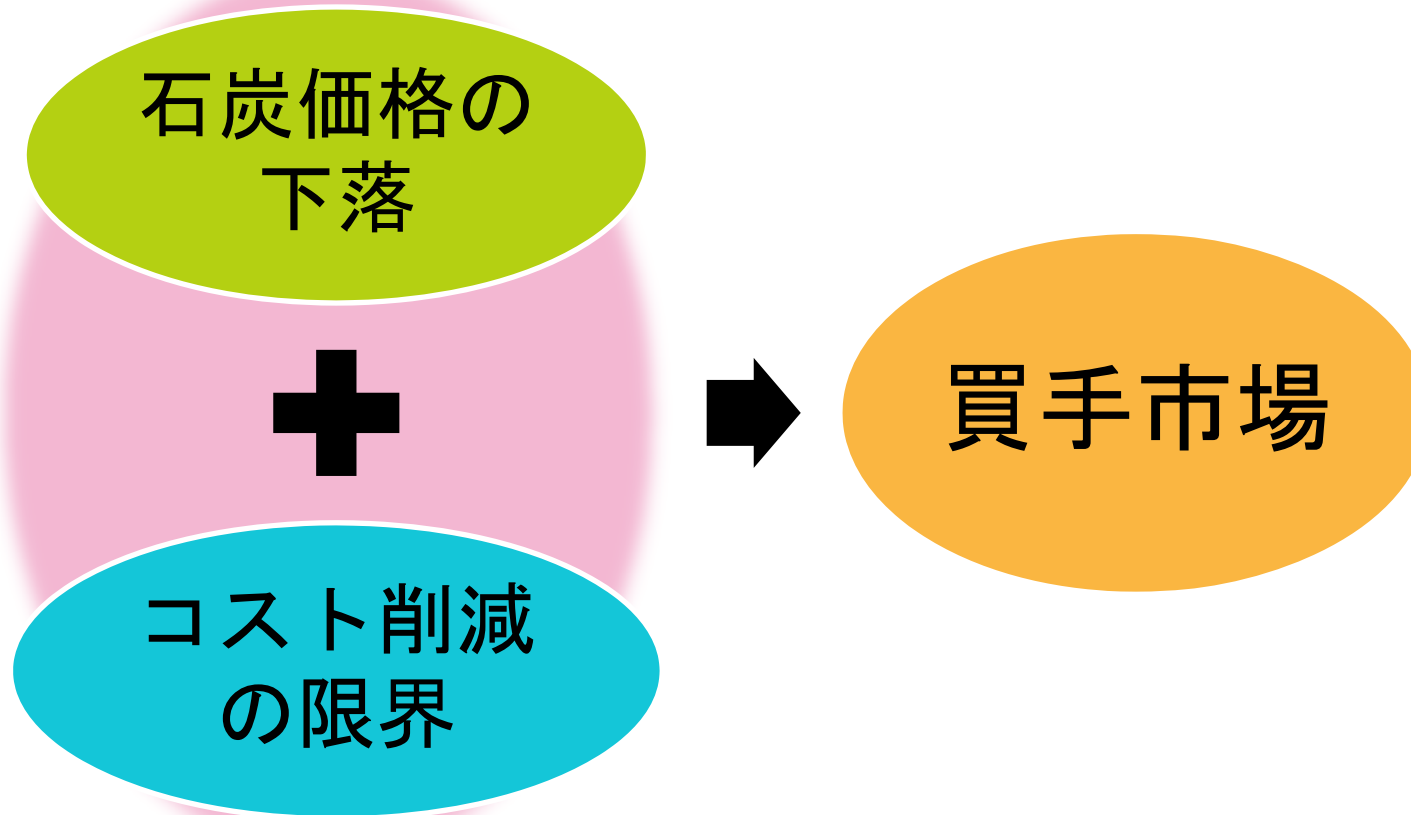 石炭価格の
下落
コスト削減
の限界
買手市場